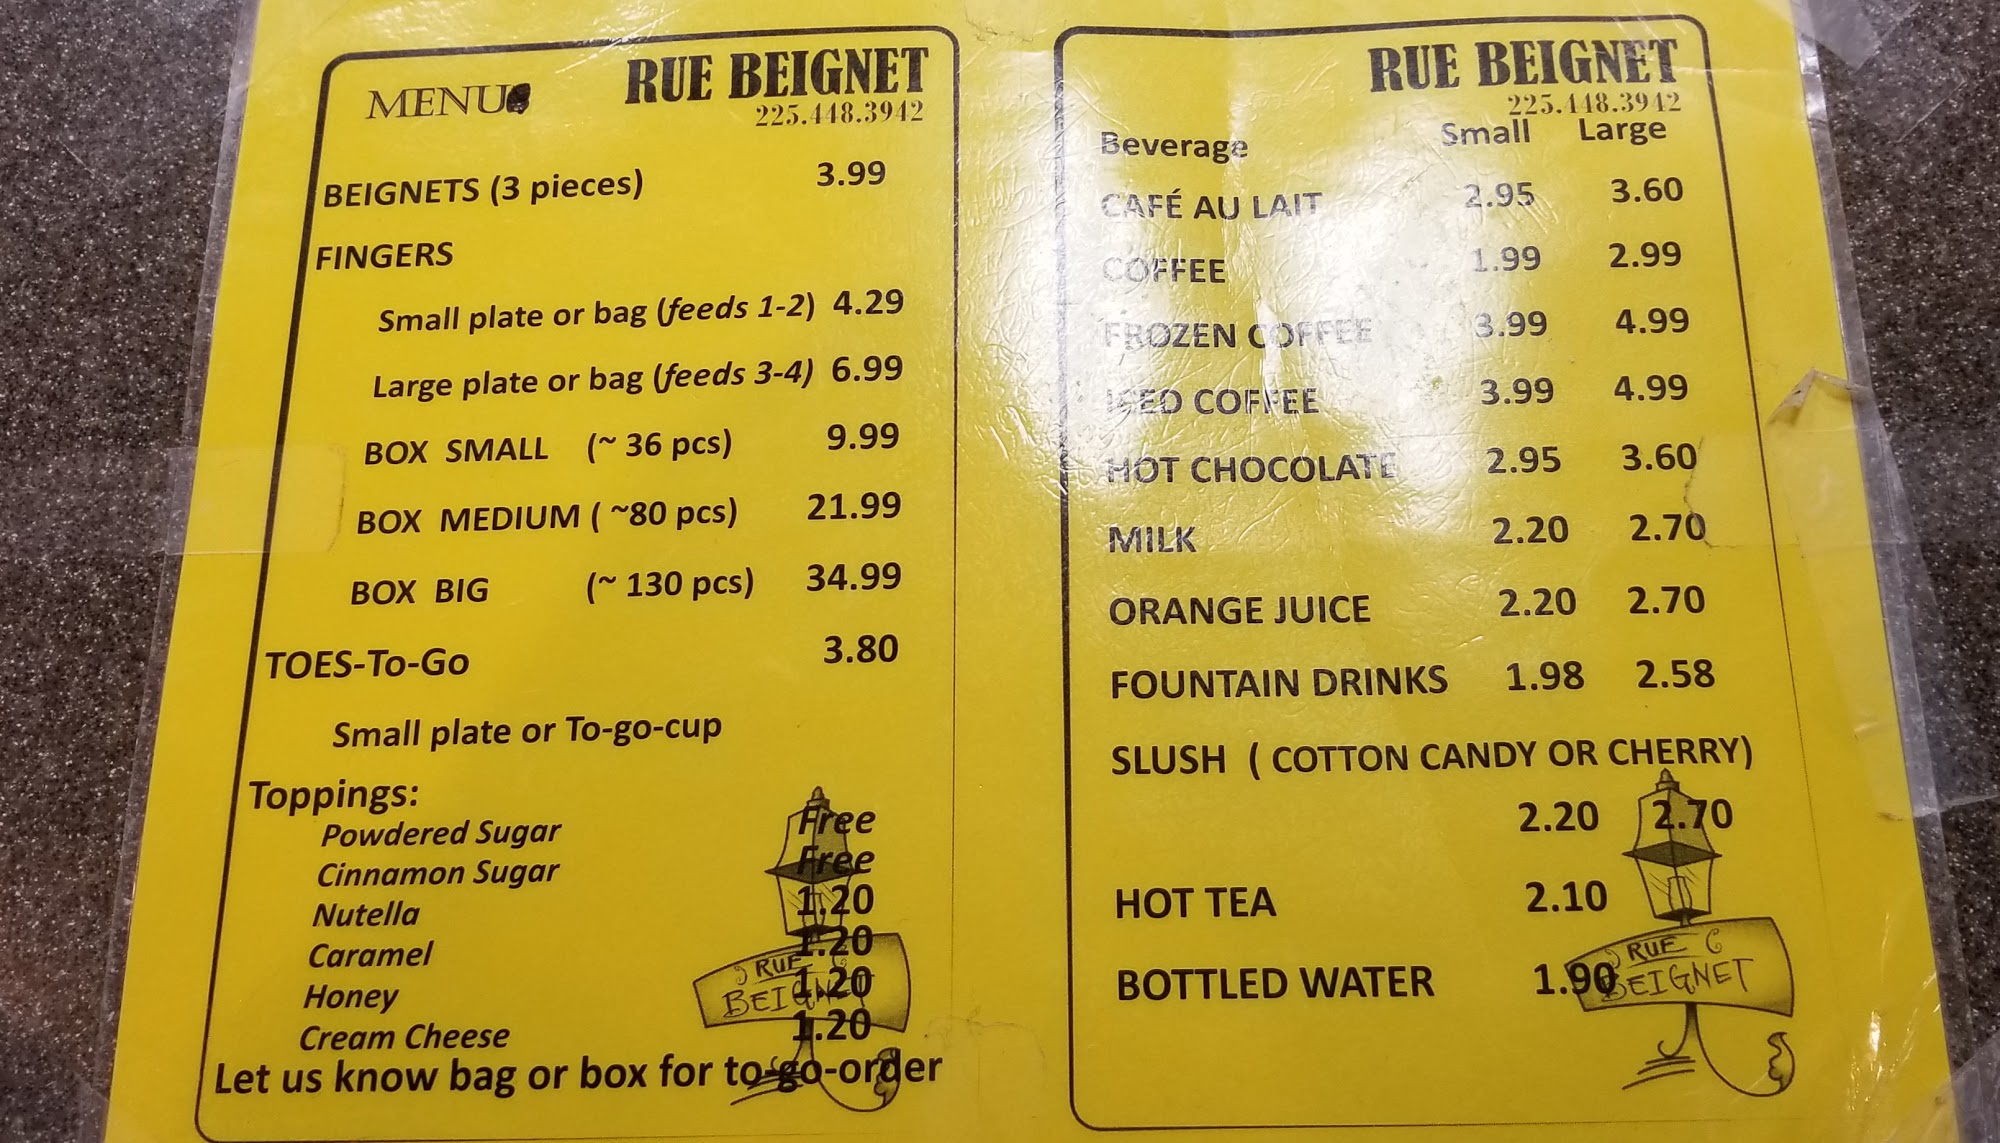 MENU RUE BEIGNET
225.448.3942
BEIGNETS (3 pieces) 3.99
FINGERS
Small plate or bag (feeds 1-2) 4.29
Large plate or bag (feeds 3-4) 6.99
BOX SMALL (~ 36 pcs) 9.99
BOX MEDIUM ( ~80 pcs) 21.99
BOX BIG (~ 130 pcs) 34.99
TOES-To-Go 3.80
Small plate or To-go-cup
Toppings:
Powdered Sugar Free
Cinnamon Sugar Free
Nutella 1.20
Caramel 1.20
Honey 1.20
Cream Cheese 1.20
Let us know bag or box for to-go-order
RUE
BEIGNET
RUE BEIGNET
225.448.3942
Beverage Small Large
CAFÉ AU LAIT 2.95 3.60
COFFEE 1.99 2.99
FROZEN COFFEE 3.99 4.99
ICED COFFEE 3.99 4.99
HOT CHOCOLATE 2.95 3.60
MILK 2.20 2.70
ORANGE JUICE 2.20 2.70
FOUNTAIN DRINKS 1.98 2.58
SLUSH ( COTTON CANDY OR CHERRY)
2.20 2.70
HOT TEA 2.10
BOTTLED WATER 1.90
RUE
BEIGNET